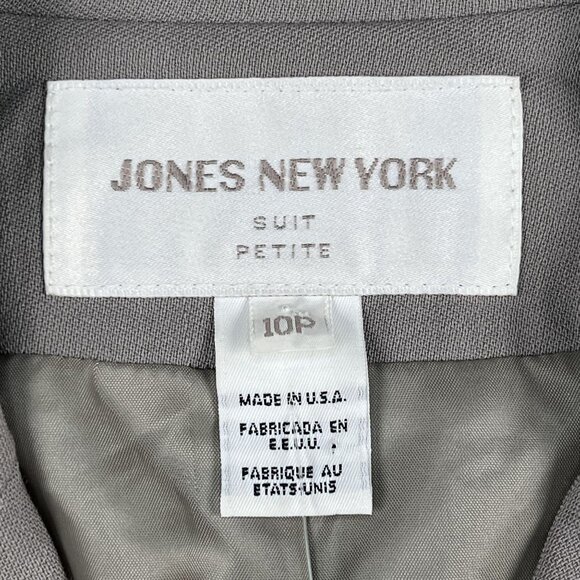 JONES NEW YORK
SUIT
PETITE
10P
MADE IN U.S.A.
FABRICADA EN
E.E.U.U.
FABRIQUE AU
ETATS-UNIS